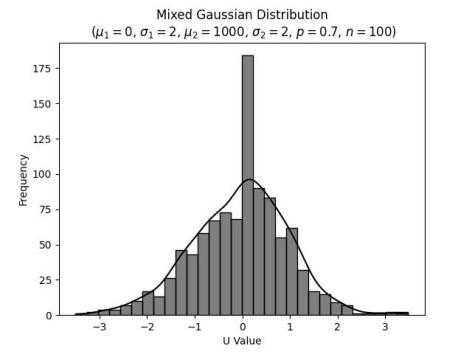 Mixed Gaussian Distribution
(μ₁ = 0, σ₁ = 2, μ₂ = 1000, σ₂ = 2, p = 0.7, n = 100)
175
150
125
100
75
50
25
0
Frequency
−3 −2 −1 0 1 2 3
U Value